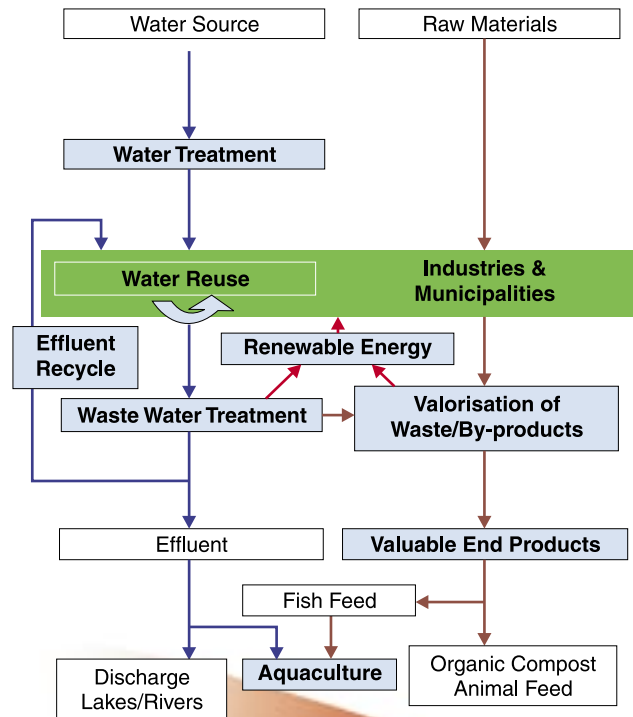 Water Source
Raw Materials
Water Treatment
Water Reuse
Industries &
Municipalities
Effluent
Recycle
Renewable Energy
Waste Water Treatment
Valorisation of
Waste/By-products
Effluent
Valuable End Products
Fish Feed
Discharge
Lakes/Rivers
Aquaculture
Organic Compost
Animal Feed